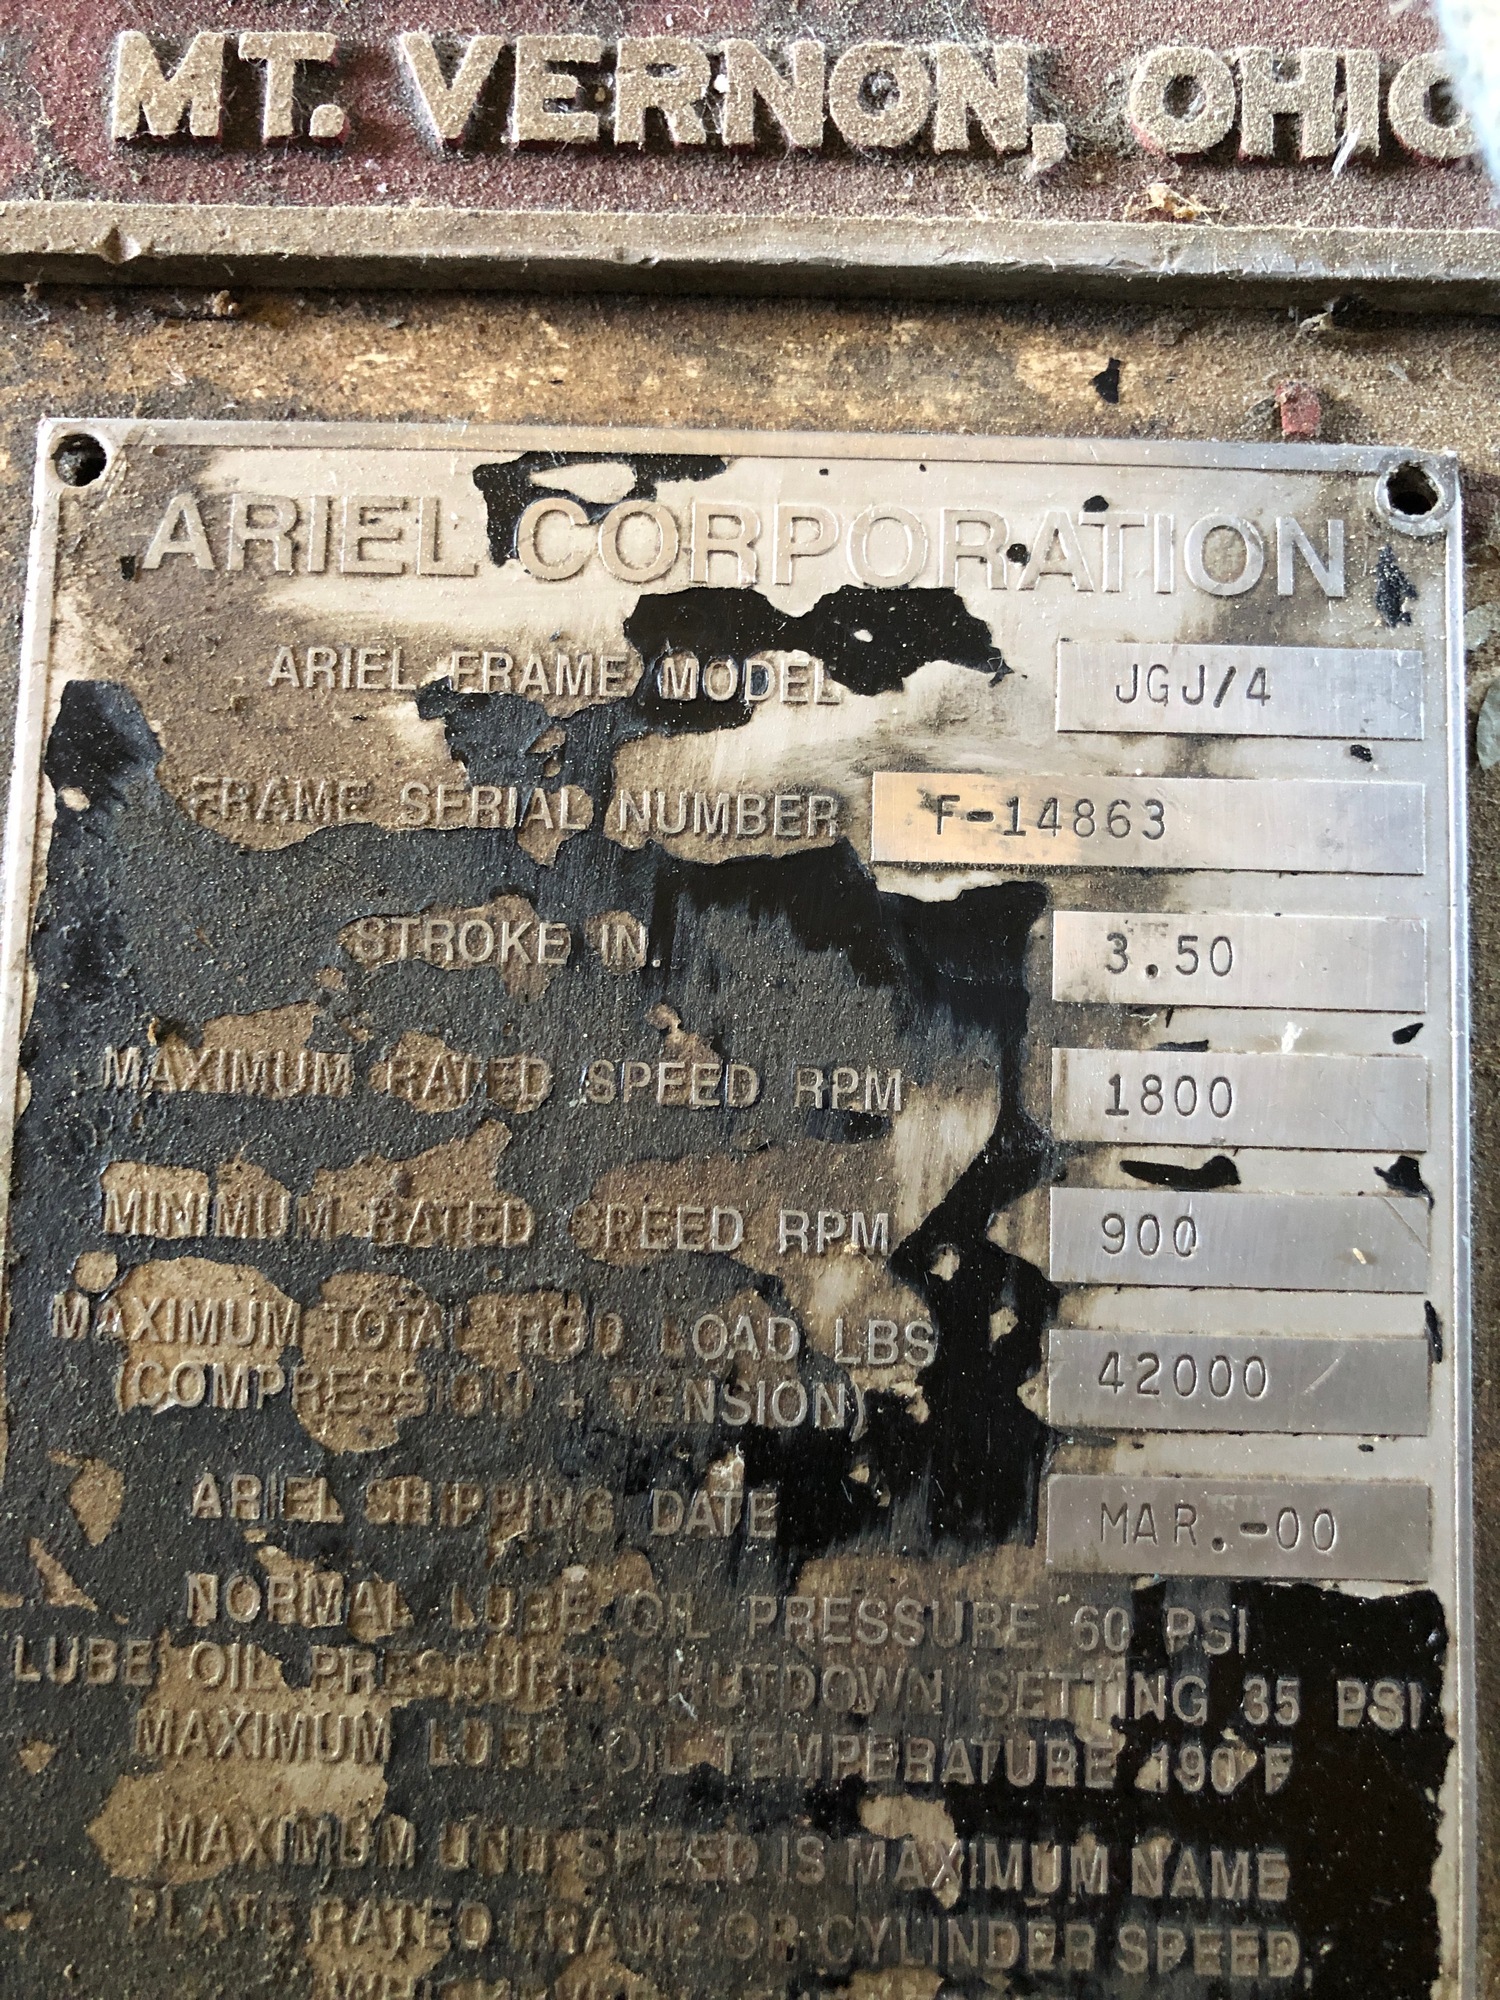 MT. VERNON, OHIO
ARIEL CORPORATION
ARIEL FRAME MODEL JGJ/4
FRAME SERIAL NUMBER F-14863
STROKE IN. 3.50
MAXIMUM RATED SPEED RPM 1800
MINIMUM RATED SPEED RPM 900
MAXIMUM TOTAL ROD LOAD LBS 42000
(COMPRESSION + TENSION)
ARIEL SHIPPING DATE MAR.-00
NORMAL LUBE OIL PRESSURE 60 PSI
LUBE OIL PRESSURE SHUTDOWN SETTING 35 PSI
MAXIMUM LUBE OIL TEMPERATURE 190°F
MAXIMUM UNIT SPEED IS MAXIMUM NAME
PLATE RATED FRAME OR CYLINDER SPEED,